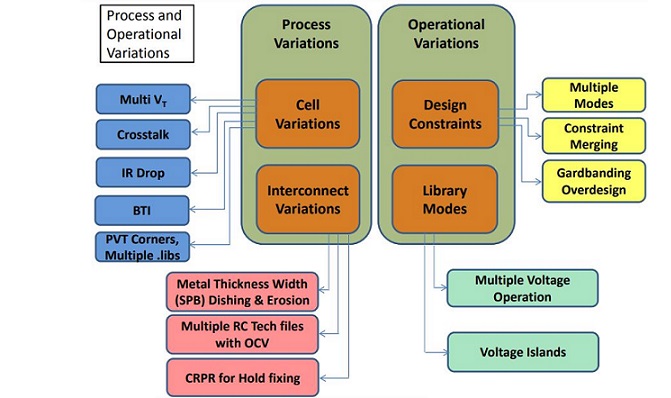 Process and
Operational
Variations
Process
Variations
Operational
Variations
Cell
Variations
Interconnect
Variations
Design
Constraints
Library
Modes
Multi VT
Crosstalk
IR Drop
BTI
PVT Corners,
Multiple .libs
Multiple
Modes
Constraint
Merging
Gardbanding
Overdesign
Metal Thickness Width
(SPB) Dishing & Erosion
Multiple RC Tech files
with OCV
CRPR for Hold fixing
Multiple Voltage
Operation
Voltage Islands